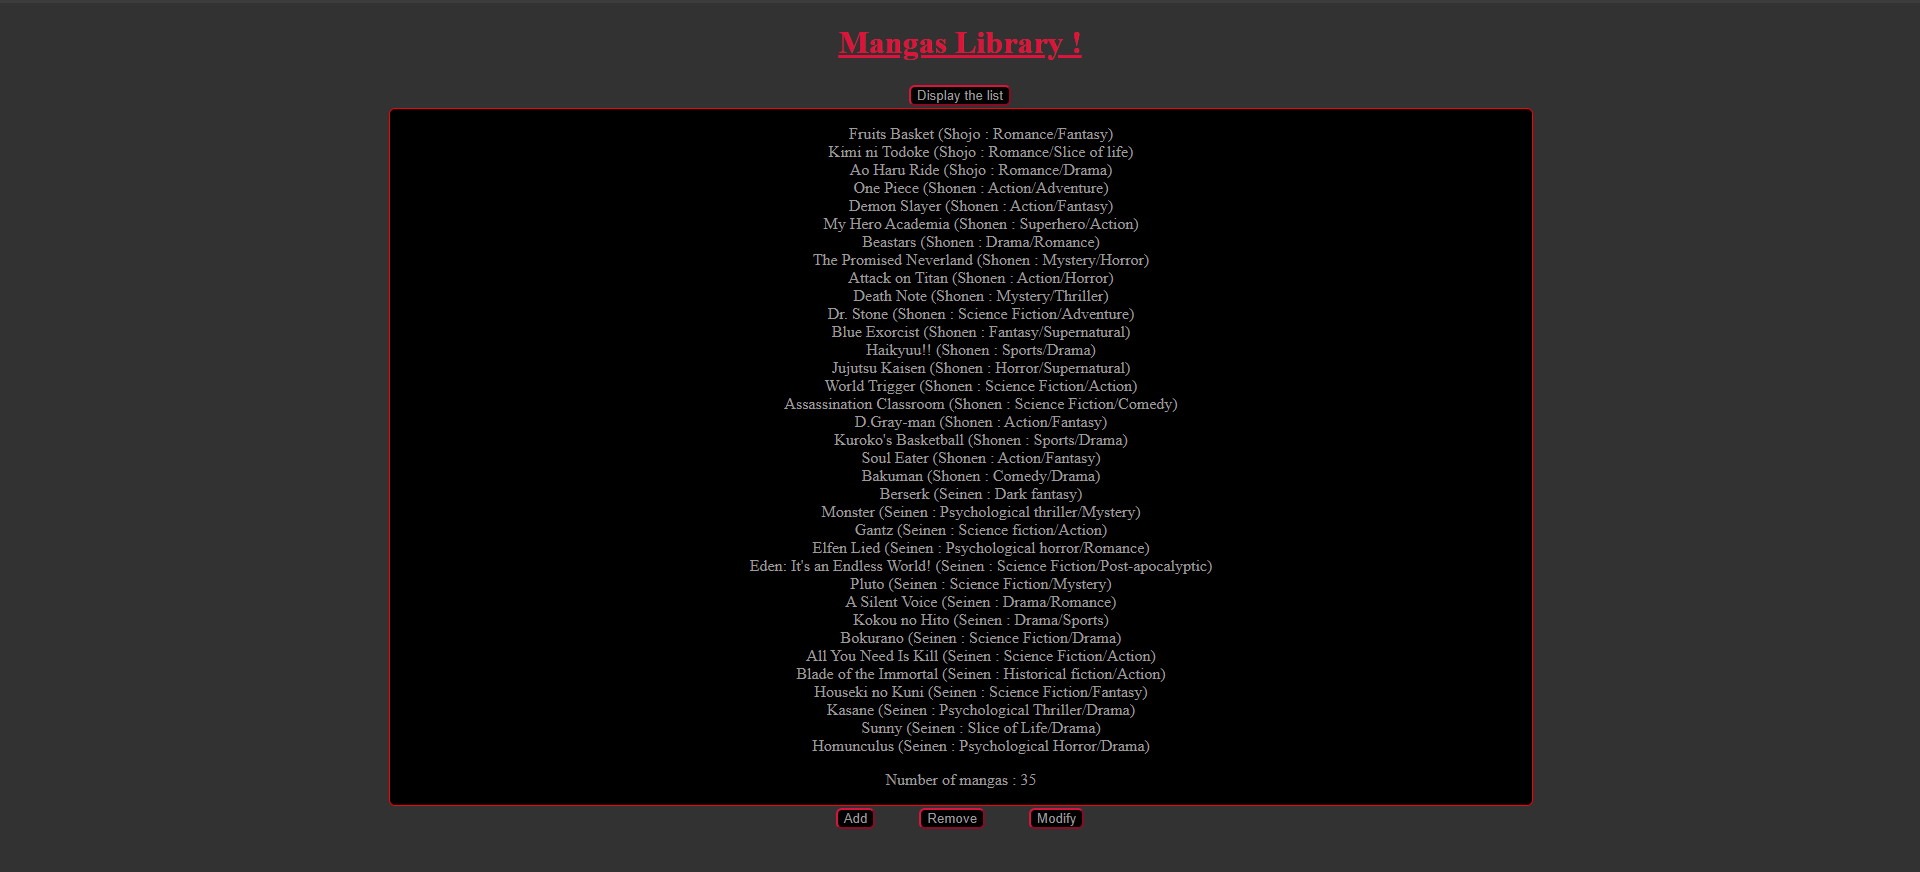 Mangas Library !
Display the list
Fruits Basket (Shojo : Romance/Fantasy)
Kimi ni Todoke (Shojo : Romance/Slice of life)
Ao Haru Ride (Shojo : Romance/Drama)
One Piece (Shonen : Action/Adventure)
Demon Slayer (Shonen : Action/Fantasy)
My Hero Academia (Shonen : Superhero/Action)
Beastars (Shonen : Drama/Romance)
The Promised Neverland (Shonen : Mystery/Horror)
Attack on Titan (Shonen : Action/Horror)
Death Note (Shonen : Mystery/Thriller)
Dr. Stone (Shonen : Science Fiction/Adventure)
Blue Exorcist (Shonen : Fantasy/Supernatural)
Haikyuu!! (Shonen : Sports/Drama)
Jujutsu Kaisen (Shonen : Horror/Supernatural)
World Trigger (Shonen : Science Fiction/Action)
Assassination Classroom (Shonen : Science Fiction/Comedy)
D.Gray-man (Shonen : Action/Fantasy)
Kuroko's Basketball (Shonen : Sports/Drama)
Soul Eater (Shonen : Action/Fantasy)
Bakuman (Shonen : Comedy/Drama)
Berserk (Seinen : Dark fantasy)
Monster (Seinen : Psychological thriller/Mystery)
Gantz (Seinen : Science fiction/Action)
Elfen Lied (Seinen : Psychological horror/Romance)
Eden: It's an Endless World! (Seinen : Science Fiction/Post-apocalyptic)
Pluto (Seinen : Science Fiction/Mystery)
A Silent Voice (Seinen : Drama/Romance)
Kokou no Hito (Seinen : Drama/Sports)
Bokurano (Seinen : Science Fiction/Drama)
All You Need Is Kill (Seinen : Science Fiction/Action)
Blade of the Immortal (Seinen : Historical fiction/Action)
Houseki no Kuni (Seinen : Science Fiction/Fantasy)
Kasane (Seinen : Psychological Thriller/Drama)
Sunny (Seinen : Slice of Life/Drama)
Homunculus (Seinen : Psychological Horror/Drama)
Number of mangas : 35
Add Remove Modify